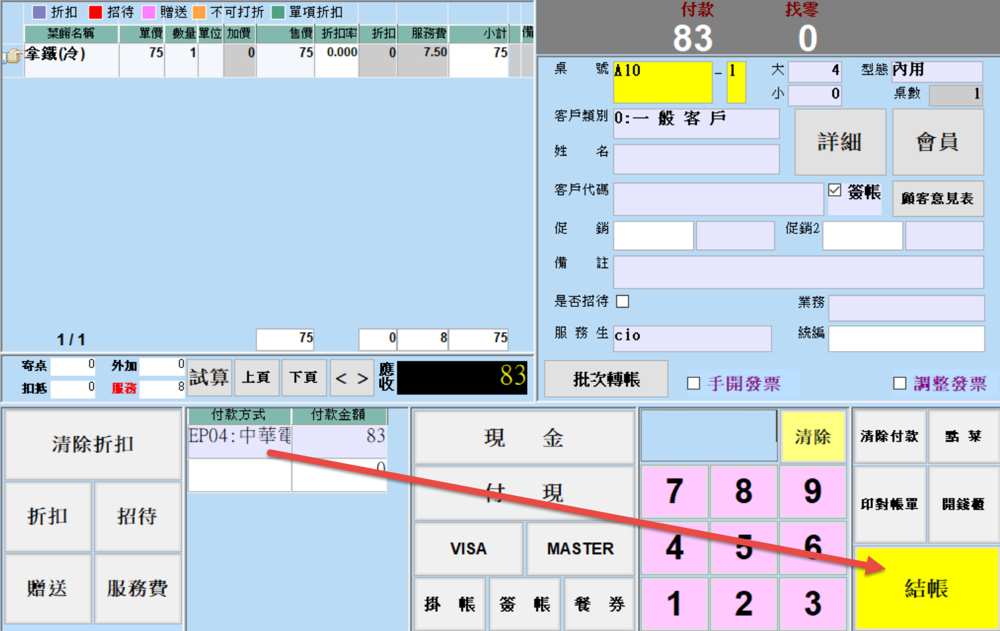 折扣 招待 贈送 不可打折 單項折扣
菜餚名稱 單價 數量 單位 加價 售價 折扣率 折扣 服務費 小計 備
拿鐵(冷) 75 1 0 75 0.000 0 7.50 75
1 / 1 75 0 8 75
寄点 0 外加 0
扣抵 0 服務 8
試算 上頁 下頁 < > 應收 83
付款 找零
83 0
桌 號 A10 - 1 大 4 型態 內用
小 0 桌數 1
客戶類別 0:一 般 客 戶
詳細 會員
姓 名
客戶代碼 簽帳 顧客意見表
促 銷 促銷2
備 註
是否招待 業務
服 務 生 cio 統編
批次轉帳 手開發票 調整發票
清除折扣
折扣 招待
贈送 服務費
付款方式 付款金額
EP04:中華電 83
0
現 金
付 現
VISA MASTER
掛 帳 簽 帳 餐 券
清除
7 8 9
4 5 6
1 2 3
清除付款 點 菜
印對帳單 開錢櫃
結帳